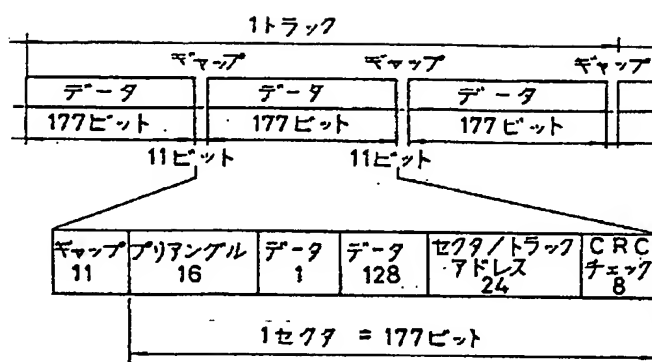 1トラック
ギャップ ギャップ ギャップ
データ データ データ
177ビット 177ビット 177ビット
11ビット 11ビット
ギャップ 11
プリアングル 16
データ 1
データ 128
セクタ/トラック
アドレス
24
CRC
チェック
8
1セクタ = 177ビット